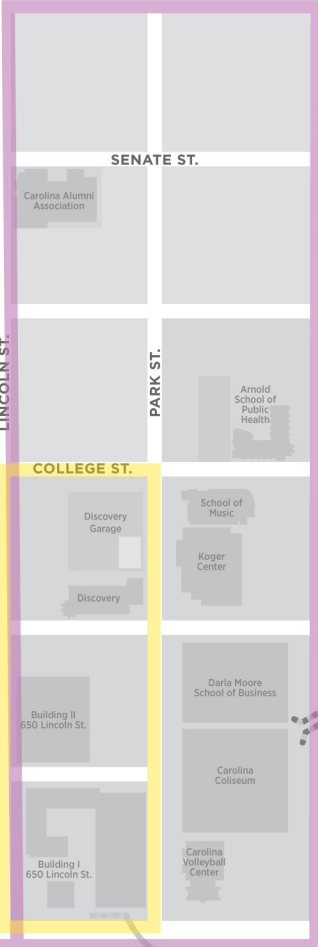 SENATE ST.
Carolina Alumni
Association
LINCOLN ST.
PARK ST.
Arnold
School of
Public
Health
COLLEGE ST.
School of
Music
Discovery
Garage
Koger
Center
Discovery
Darla Moore
School of Business
Building II
650 Lincoln St.
Carolina
Coliseum
Carolina
Volleyball
Center
Building I
650 Lincoln St.